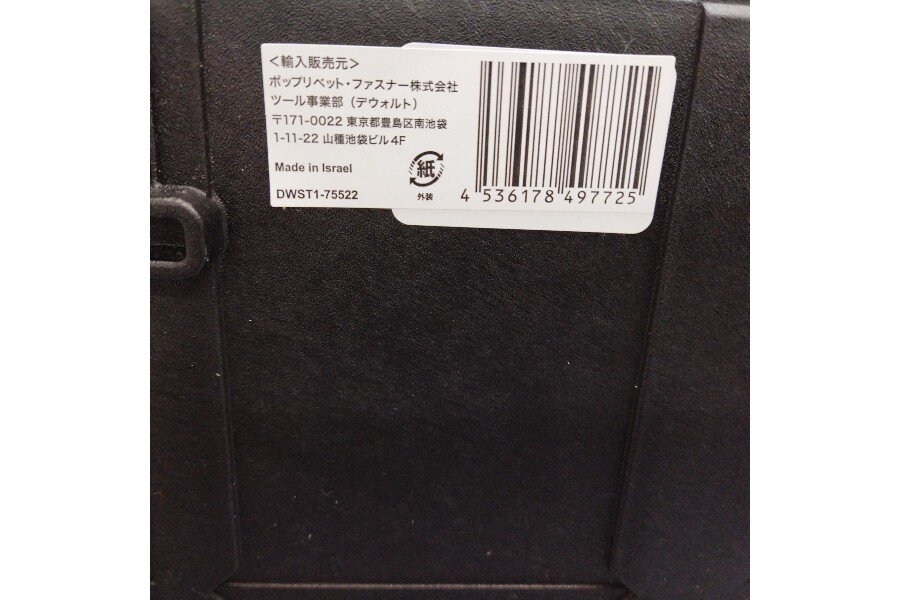 ＜輸入販売元＞
ポップリベット・ファスナー株式会社
ツール事業部（デウォルト）
〒171-0022 東京都豊島区南池袋
1-11-22 山種池袋ビル4F
Made in Israel
DWST1-75522
紙
外装
4 536178 497725